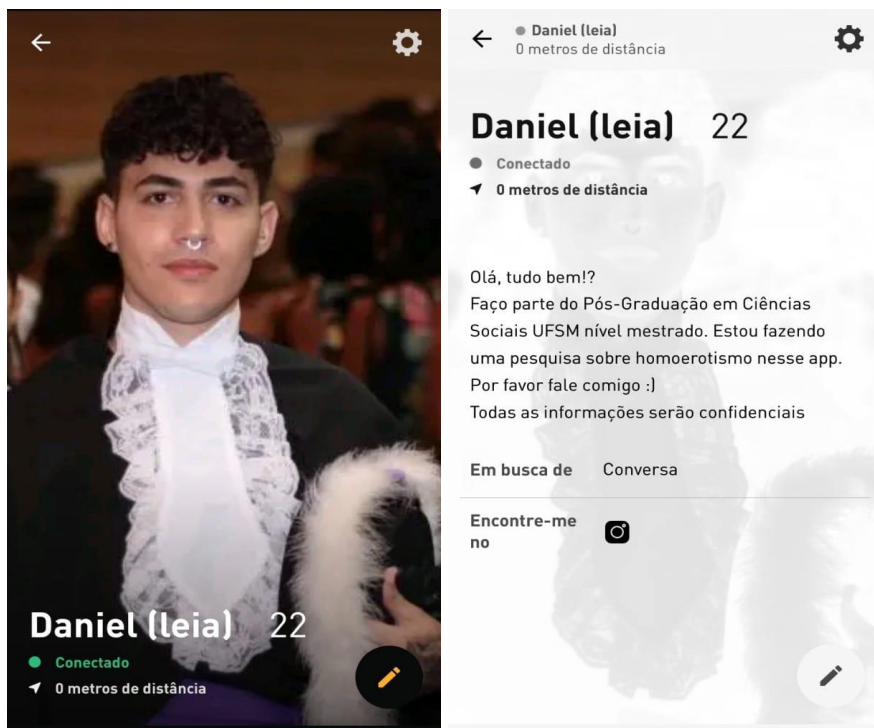 Daniel (leia) 22
Conectado
0 metros de distância
Daniel (leia)
0 metros de distância
Daniel (leia) 22
Conectado
0 metros de distância
Olá, tudo bem!?
Faço parte do Pós-Graduação em Ciências
Sociais UFSM nível mestrado. Estou fazendo
uma pesquisa sobre homoerotismo nesse app.
Por favor fale comigo :)
Todas as informações serão confidenciais
Em busca de Conversa
Encontre-me
no